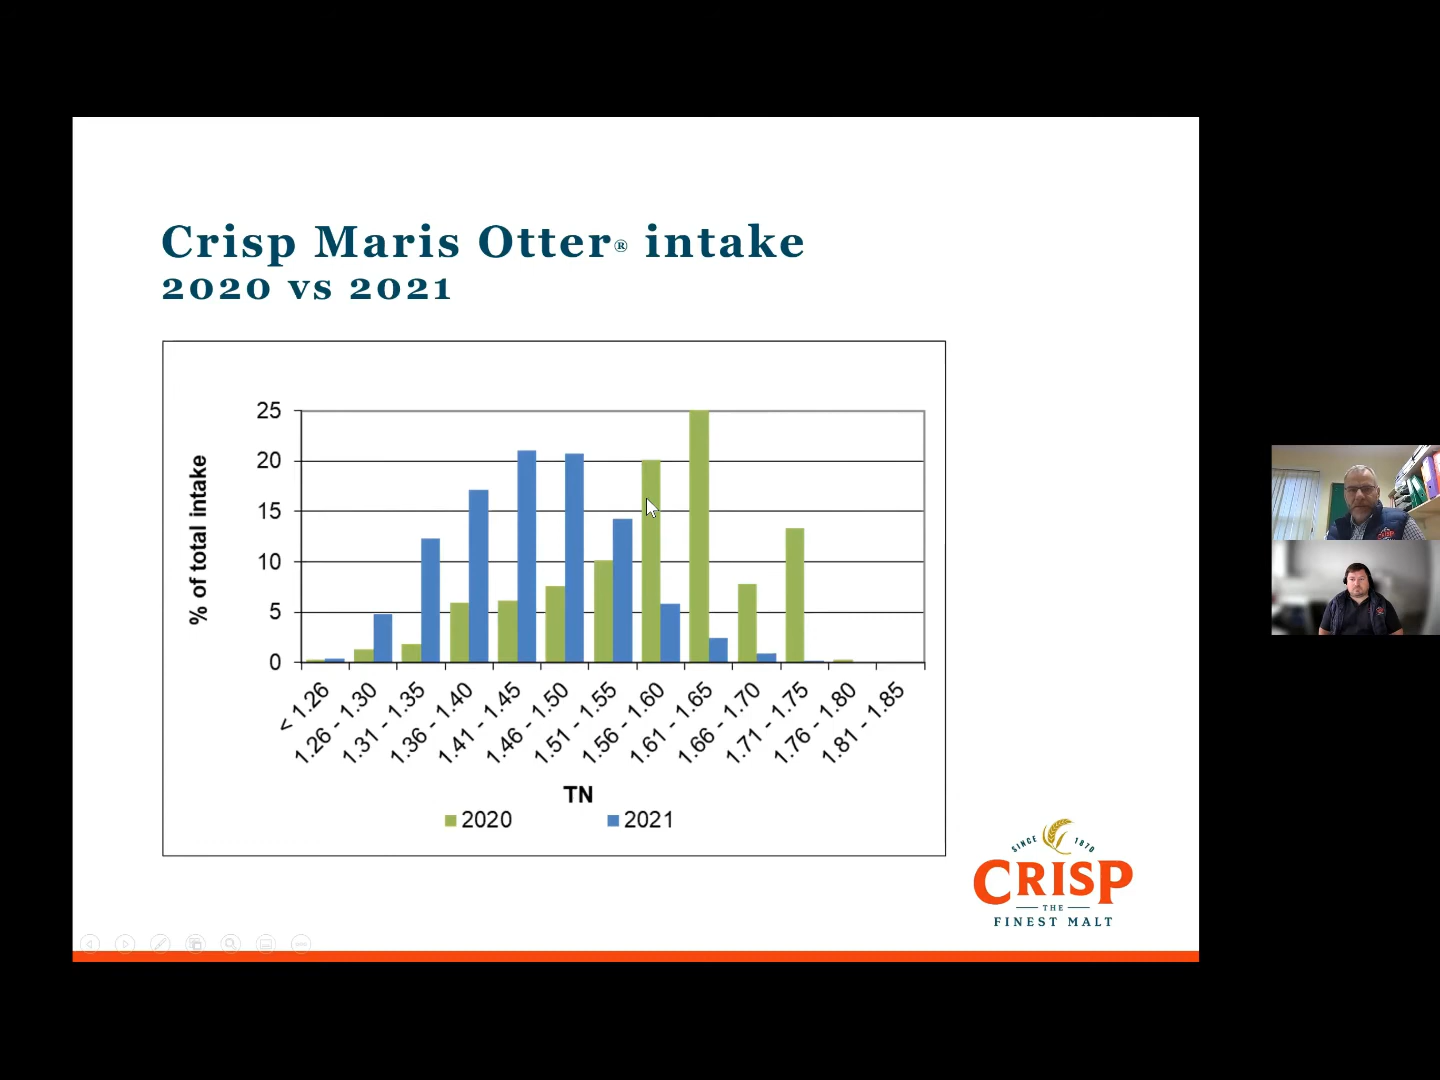 Crisp Maris Otter® intake
2020 vs 2021
% of total intake
25
20
15
10
5
0
< 1.26
1.26 - 1.30
1.31 - 1.35
1.36 - 1.40
1.41 - 1.45
1.46 - 1.50
1.51 - 1.55
1.56 - 1.60
1.61 - 1.65
1.66 - 1.70
1.71 - 1.75
1.76 - 1.80
1.81 - 1.85
TN
2020
2021
SINCE 1870
CRISP
THE
FINEST MALT